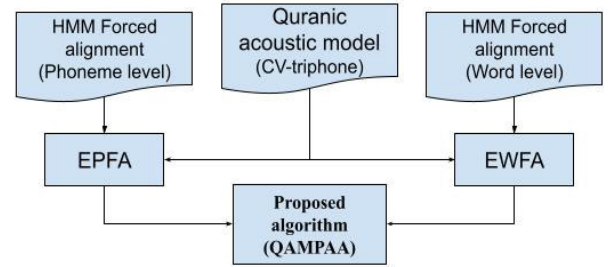 HMM Forced
alignment
(Phoneme level)
Quranic
acoustic model
(CV-triphone)
HMM Forced
alignment
(Word level)
EPFA
EWFA
Proposed
algorithm
(QAMPAA)